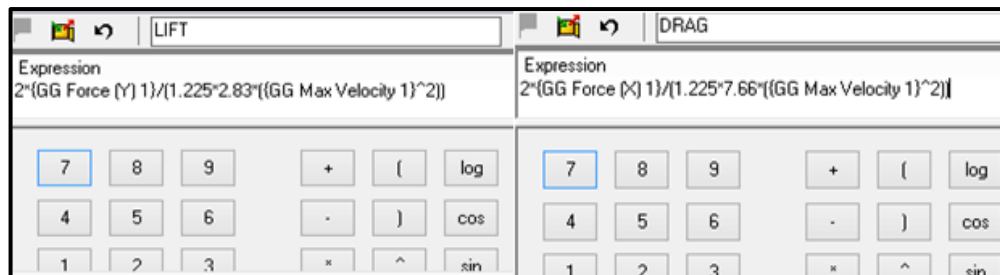 LIFT
Expression
2*{GG Force (Y) 1}/(1.225*2.83*({GG Max Velocity 1}^2))
7 8 9 + ( log
4 5 6 - ) cos
1 2 3 * ^ sin
DRAG
Expression
2*{GG Force (X) 1}/(1.225*7.66*({GG Max Velocity 1}^2))
7 8 9 + ( log
4 5 6 - ) cos
1 2 3 * ^ sin